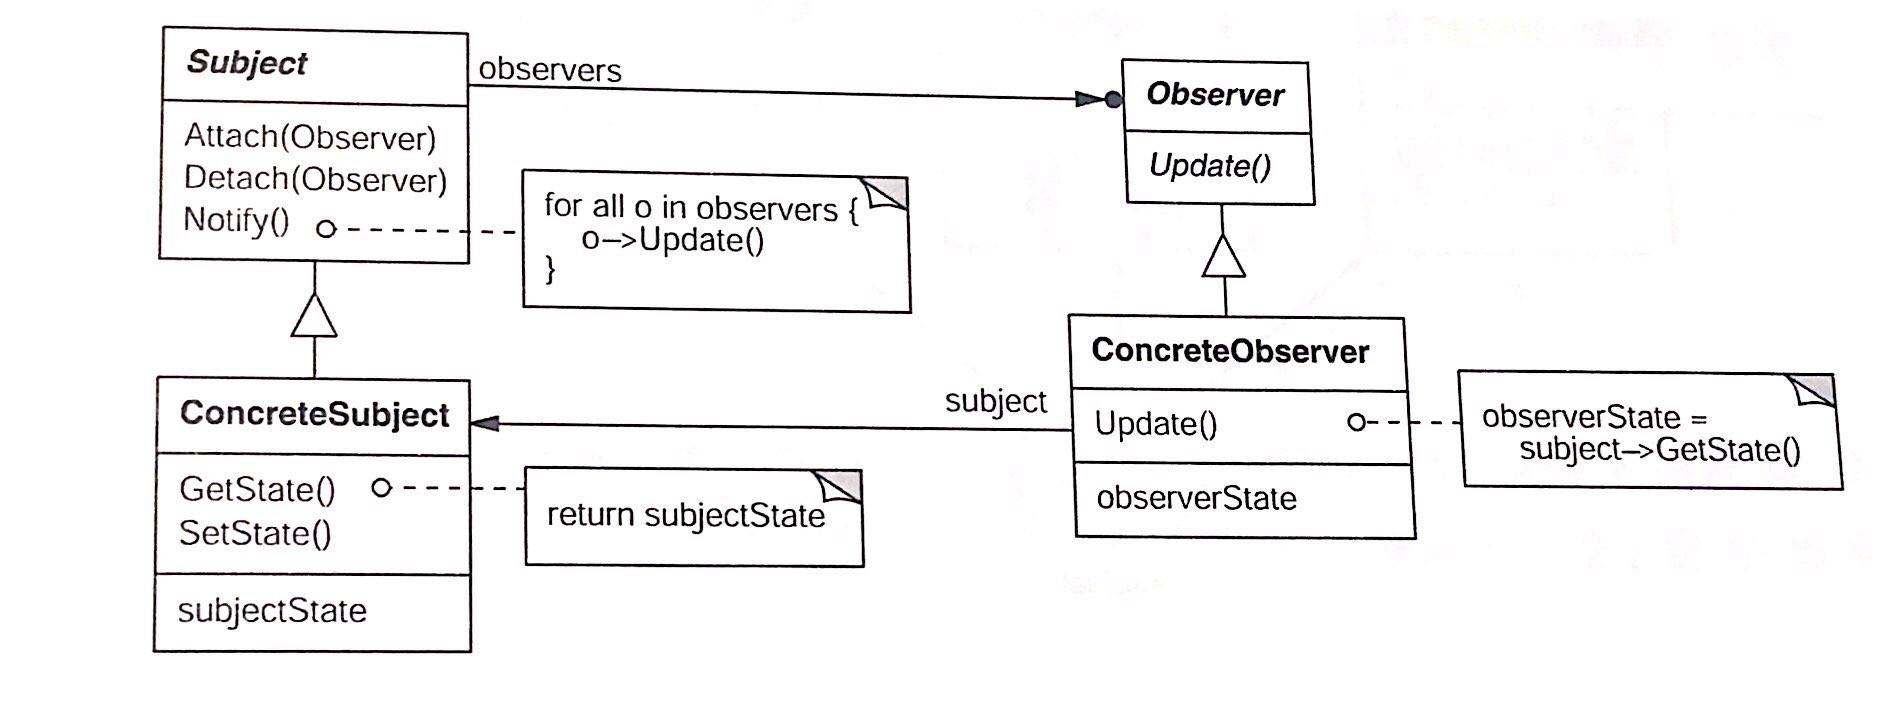 Subject
Attach(Observer)
Detach(Observer)
Notify()
observers
for all o in observers {
o–>Update()
}
Observer
Update()
ConcreteSubject
GetState()
SetState()
subjectState
return subjectState
subject
ConcreteObserver
Update()
observerState
observerState =
subject–>GetState()